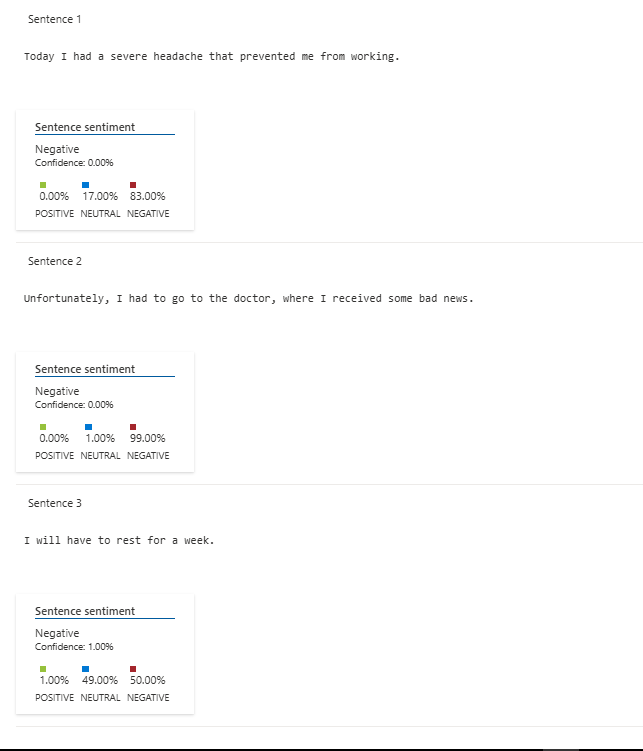 Sentence 1
Today I had a severe headache that prevented me from working.
Sentence sentiment
Negative
Confidence: 0.00%
0.00% 17.00% 83.00%
POSITIVE NEUTRAL NEGATIVE
Sentence 2
Unfortunately, I had to go to the doctor, where I received some bad news.
Sentence sentiment
Negative
Confidence: 0.00%
0.00% 1.00% 99.00%
POSITIVE NEUTRAL NEGATIVE
Sentence 3
I will have to rest for a week.
Sentence sentiment
Negative
Confidence: 1.00%
1.00% 49.00% 50.00%
POSITIVE NEUTRAL NEGATIVE